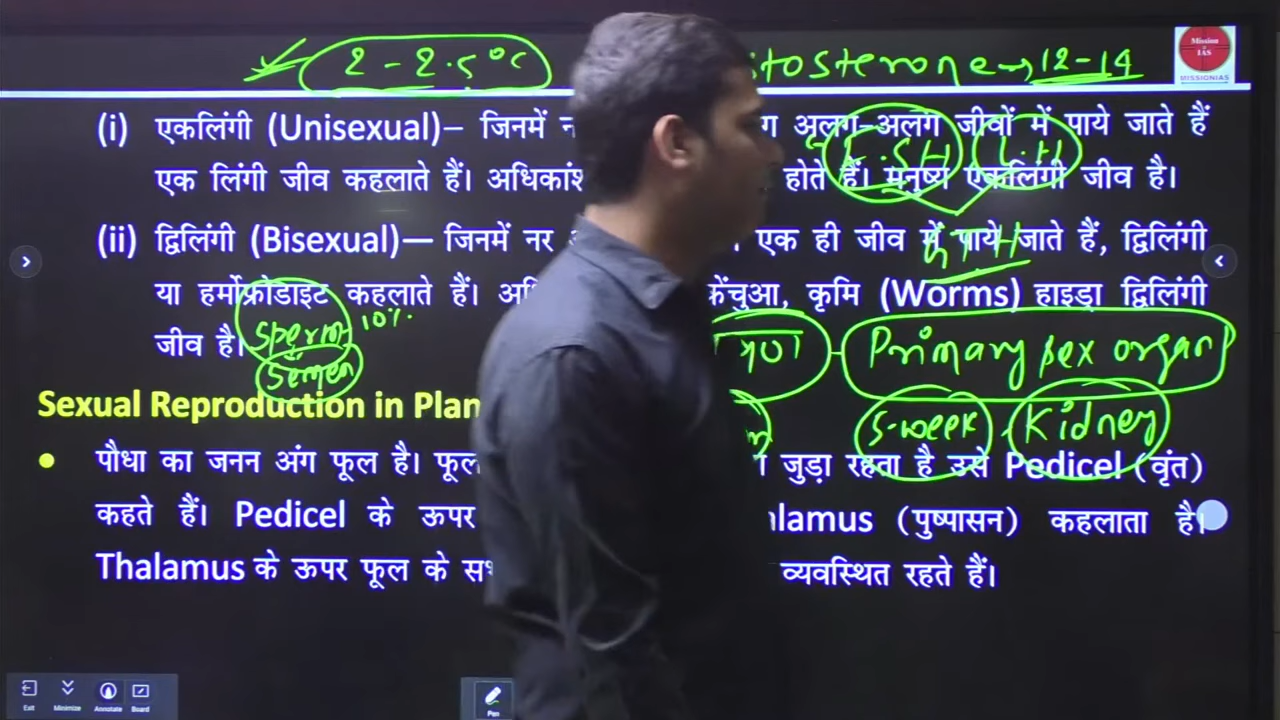 2 - 2.5°C
tosterone → 12-14
Mission IAS
MISSIONIAS
(i) एकलिंगी (Unisexual)– जिनमें अलग-अलग जीवों में पाये जाते हैं
F.SH L.H
एक लिंगी जीव कहलाते हैं। होते हैं। मनुष्य एकलिंगी जीव है।
(ii) द्विलिंगी (Bisexual)— जिनमें नर एक ही जीव में पाये जाते हैं, द्विलिंगी
या हर्मोफ्रोडाइट कहलाते हैं। केंचुआ, कृमि (Worms) हाइड्रा द्विलिंगी
जीव है।
sperm 10%
Semen
Primary sex organ
Sexual Reproduction in Plan
5-week - Kidney
पौधा का जनन अंग फूल है। फूल जुड़ा रहता है उसे Pedicel (वृंत)
कहते हैं। Pedicel के ऊपर lamus (पुष्पासन) कहलाता है।
Thalamus के ऊपर फूल के व्यवस्थित रहते हैं।
Exit Minimize Annotate Board Pen